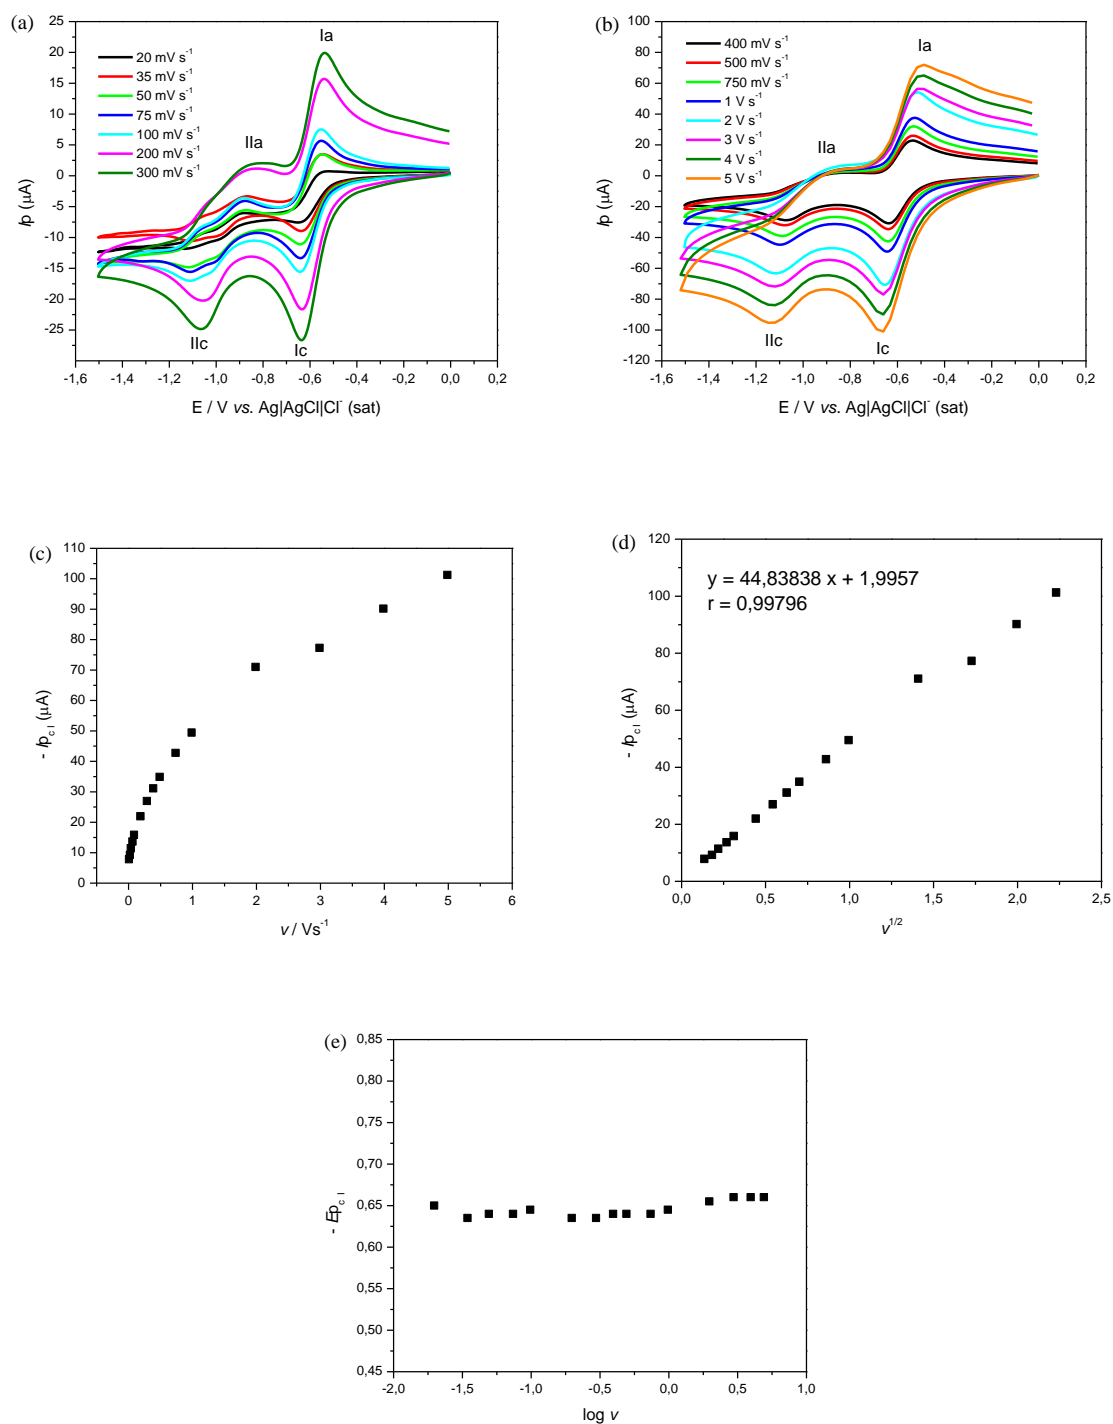 (a)
25
20
15
10
5
0
-5
-10
-15
-20
-25
Ip (µA)
20 mV s-1
35 mV s-1
50 mV s-1
75 mV s-1
100 mV s-1
200 mV s-1
300 mV s-1
Ia
IIa
IIc
Ic
-1,6 -1,4 -1,2 -1,0 -0,8 -0,6 -0,4 -0,2 0,0
E / V vs. Ag|AgCl|Cl- (sat)
(b)
100
80
60
40
20
0
-20
-40
-60
-80
-100
-120
Ip (µA)
400 mV s-1
500 mV s-1
750 mV s-1
1 V s-1
2 V s-1
3 V s-1
4 V s-1
5 V s-1
Ia
IIa
IIc
Ic
-1,6 -1,4 -1,2 -1,0 -0,8 -0,6 -0,4 -0,2 0,0
E / V vs. Ag|AgCl|Cl- (sat)
(c)
110
100
90
80
70
60
50
40
30
20
10
0
- Ip c I (µA)
0 1 2 3 4 5 6
v / Vs-1
(d)
120
100
80
60
40
20
0
- Ip c I (µA)
y = 44,83838 x + 1,9957
r = 0,99796
0,0 0,5 1,0 1,5 2,0 2,5
v1/2
(e)
0,85
0,80
0,75
0,70
0,65
0,60
0,55
0,50
0,45
- Ep c I
-2,0 -1,5 -1,0 -0,5 0,0 0,5 1,0
log v